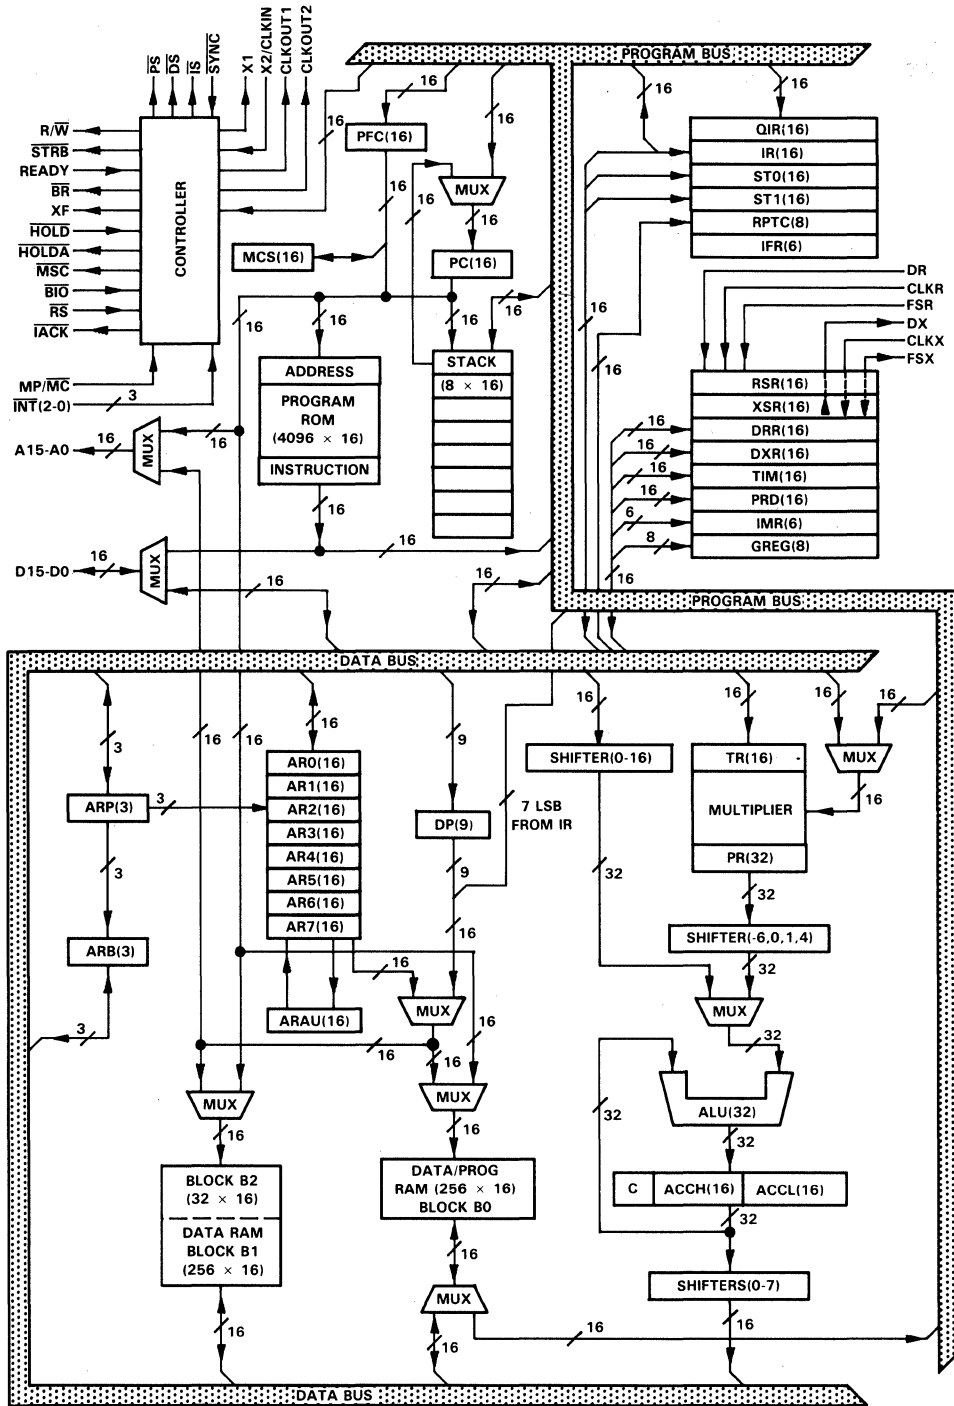 PS
DS
IS
SYNC
X1
X2/CLKIN
CLKOUT1
CLKOUT2
PROGRAM BUS
16
16
16
16
16
R/W
STRB
READY
BR
XF
HOLD
HOLDA
MSC
BIO
RS
IACK
CONTROLLER
MP/MC
INT(2-0)
3
PFC(16)
16
16
MUX
16
MCS(16)
PC(16)
16
16
16
16
QIR(16)
IR(16)
ST0(16)
ST1(16)
RPTC(8)
IFR(6)
16
16
DR
CLKR
FSR
DX
CLKX
FSX
ADDRESS
PROGRAM
ROM
(4096 × 16)
INSTRUCTION
16
STACK
(8 × 16)
RSR(16)
XSR(16)
DRR(16)
DXR(16)
TIM(16)
PRD(16)
IMR(6)
GREG(8)
16
16
16
16
6
8
16
A15-A0
16
MUX
16
D15-D0
16
MUX
16
16
16
PROGRAM BUS
DATA BUS
3
16
16
16
9
16
16
16
16
ARP(3)
3
3
AR0(16)
AR1(16)
AR2(16)
AR3(16)
AR4(16)
AR5(16)
AR6(16)
AR7(16)
DP(9)
9
16
7 LSB
FROM IR
SHIFTER(0-16)
32
TR(16)
MULTIPLIER
PR(32)
MUX
16
32
ARB(3)
3
ARAU(16)
16
MUX
16
16
16
SHIFTER(-6,0,1,4)
32
MUX
32
MUX
16
MUX
16
32
ALU(32)
32
BLOCK B2
(32 × 16)
DATA RAM
BLOCK B1
(256 × 16)
16
DATA/PROG
RAM (256 × 16)
BLOCK B0
16
MUX
16
16
C
ACCH(16)
ACCL(16)
32
SHIFTERS(0-7)
16
DATA BUS